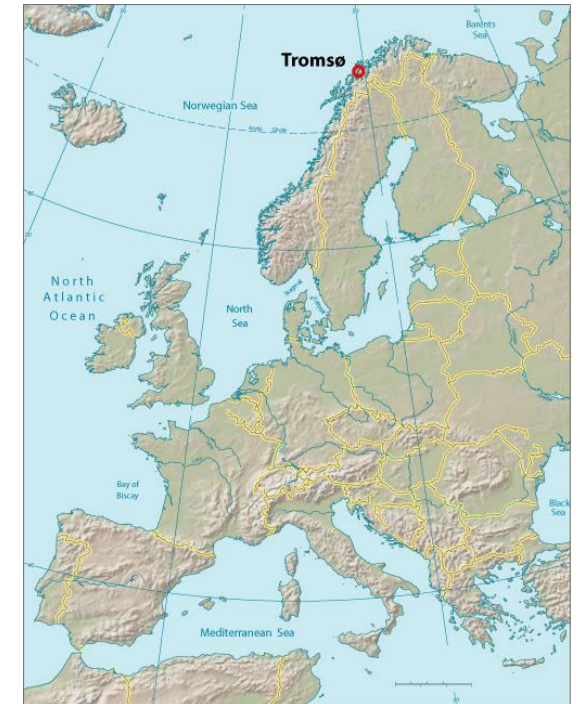 Barents
Sea
Tromsø
Norwegian Sea
North
Atlantic
Ocean
North
Sea
Bay of
Biscay
Black
Sea
Mediterranean Sea